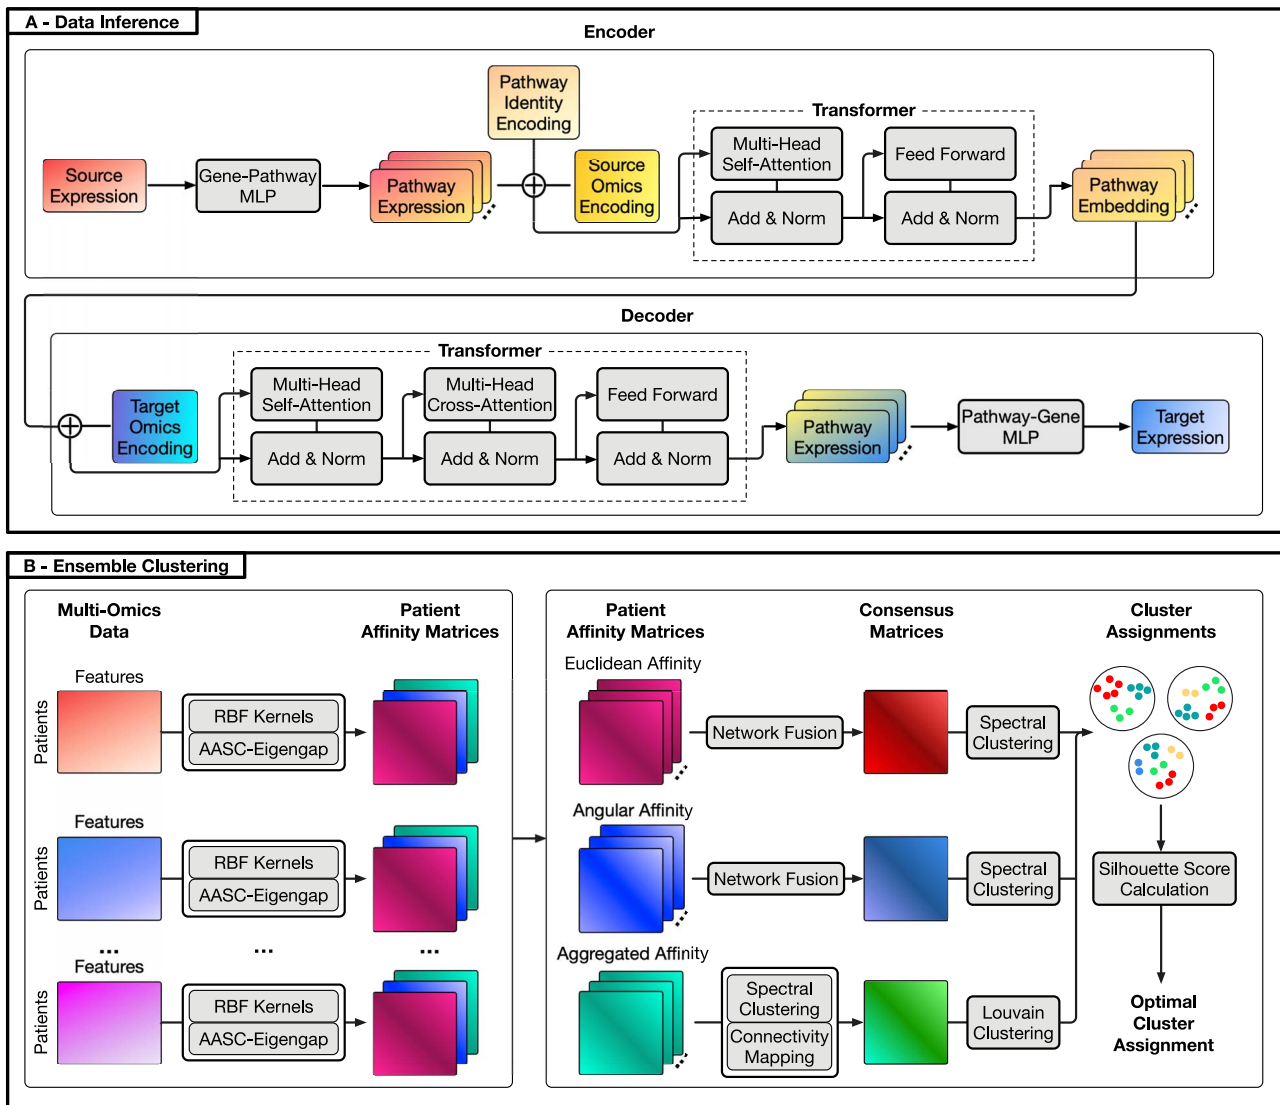 A - Data Inference
Encoder
Pathway
Identity
Encoding
Transformer
Source
Expression
Gene-Pathway
MLP
Pathway
Expression
Source
Omics
Encoding
Multi-Head
Self-Attention
Add & Norm
Feed Forward
Add & Norm
Pathway
Embedding
Decoder
Transformer
Target
Omics
Encoding
Multi-Head
Self-Attention
Add & Norm
Multi-Head
Cross-Attention
Add & Norm
Feed Forward
Add & Norm
Pathway
Expression
Pathway-Gene
MLP
Target
Expression
B - Ensemble Clustering
Multi-Omics
Data
Patient
Affinity Matrices
Features
Patients
RBF Kernels
AASC-Eigengap
Features
Patients
RBF Kernels
AASC-Eigengap
...
...
...
Features
Patients
RBF Kernels
AASC-Eigengap
Patient
Affinity Matrices
Consensus
Matrices
Cluster
Assignments
Euclidean Affinity
Network Fusion
Spectral
Clustering
Angular Affinity
Network Fusion
Spectral
Clustering
Aggregated Affinity
Spectral
Clustering
Connectivity
Mapping
Louvain
Clustering
Silhouette Score
Calculation
Optimal
Cluster
Assignment